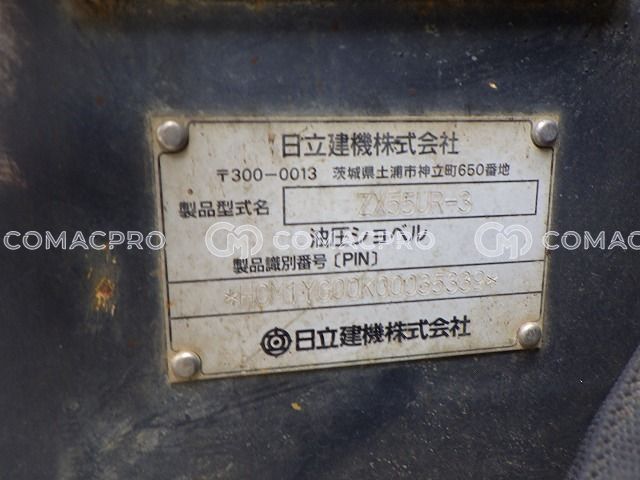 日立建機株式会社
〒300-0013 茨城県土浦市神立町650番地
製品型式名 ZX55UR-3
油圧ショベル
COMACPRO COMACPRO COMACPRO
製品識別番号〔PIN〕
日立建機株式会社